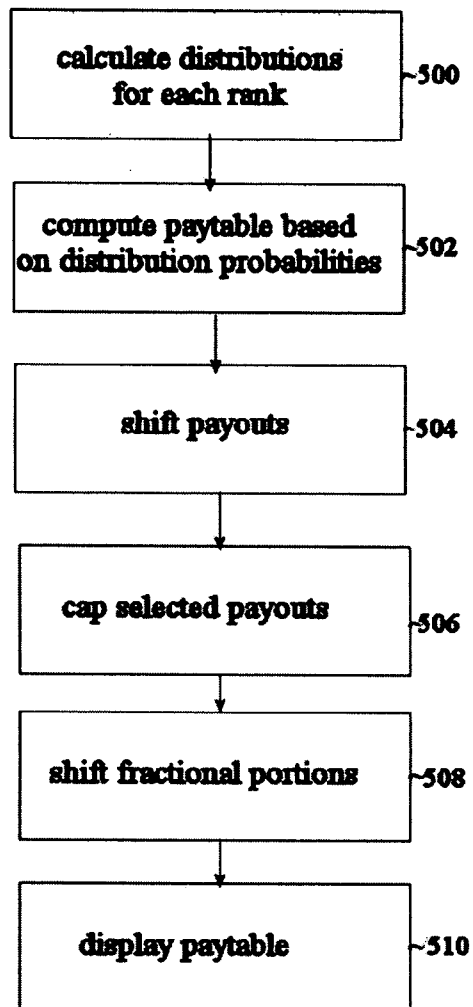 calculate distributions
for each rank
500
compute paytable based
on distribution probabilities
502
shift payouts
504
cap selected payouts
506
shift fractional portions
508
display paytable
510